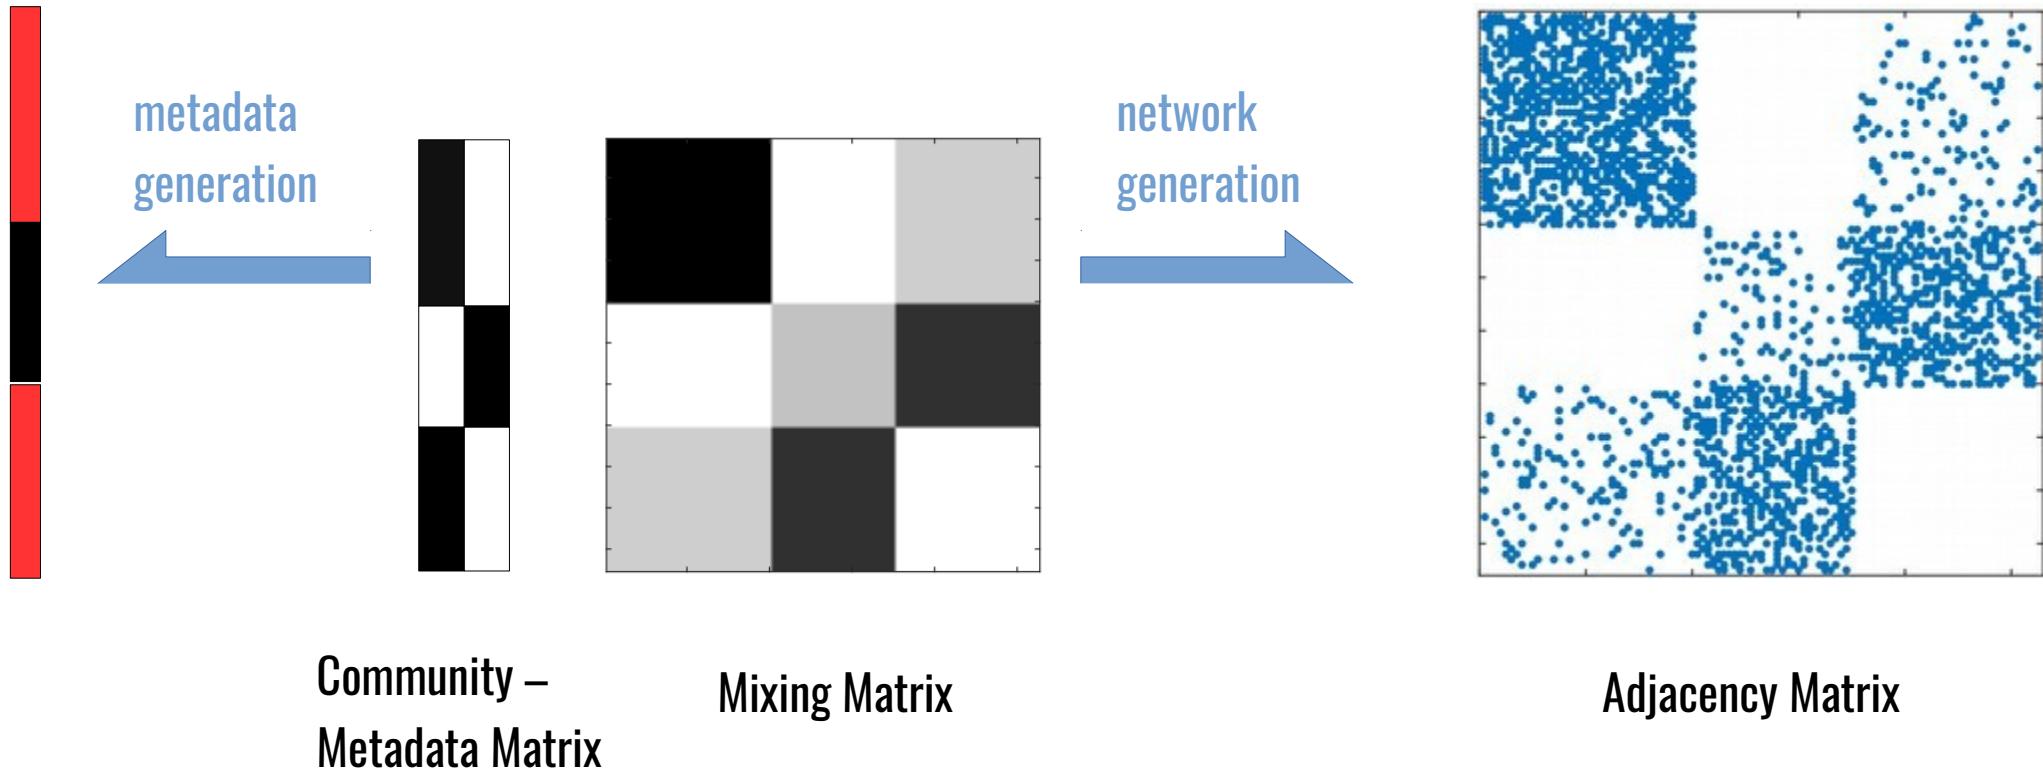 metadata
generation
network
generation
Community –
Metadata Matrix
Mixing Matrix
Adjacency Matrix